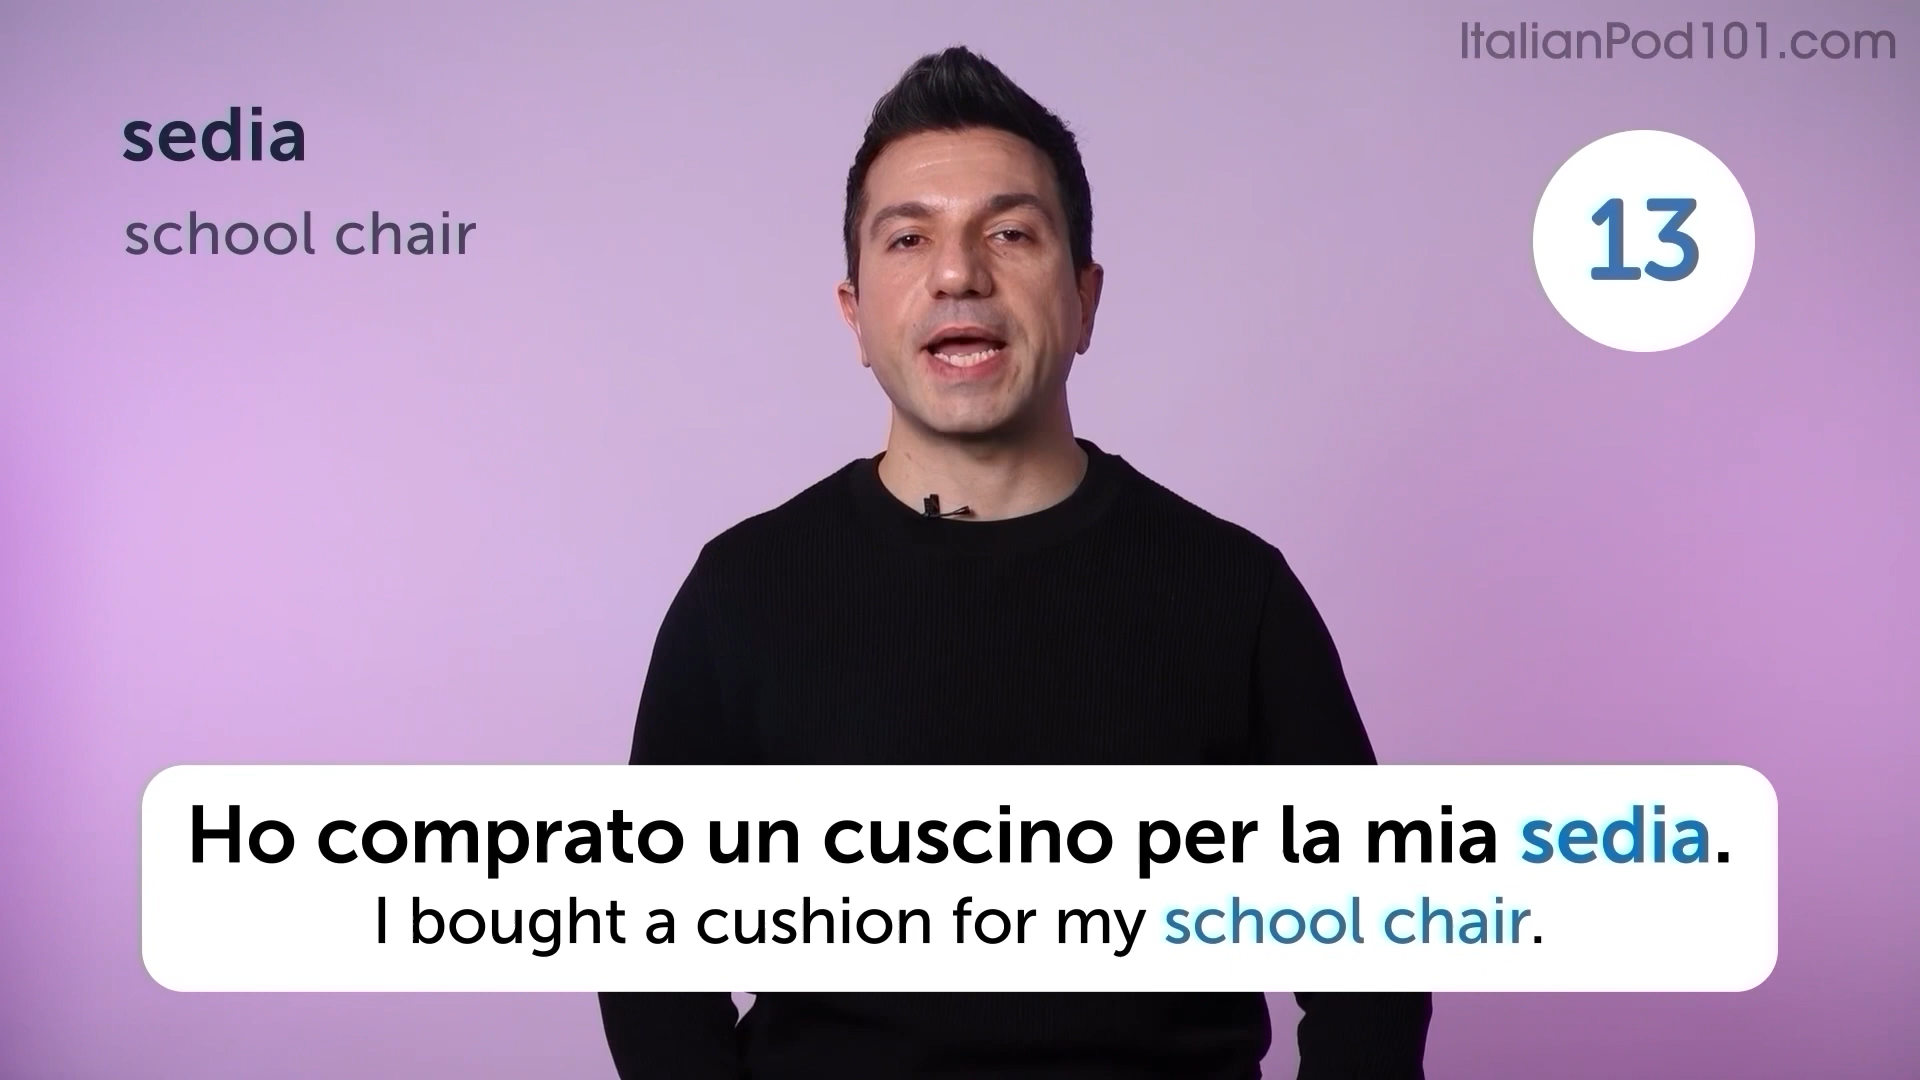 ItalianPod101.com
sedia
school chair
13
Ho comprato un cuscino per la mia sedia.
I bought a cushion for my school chair.